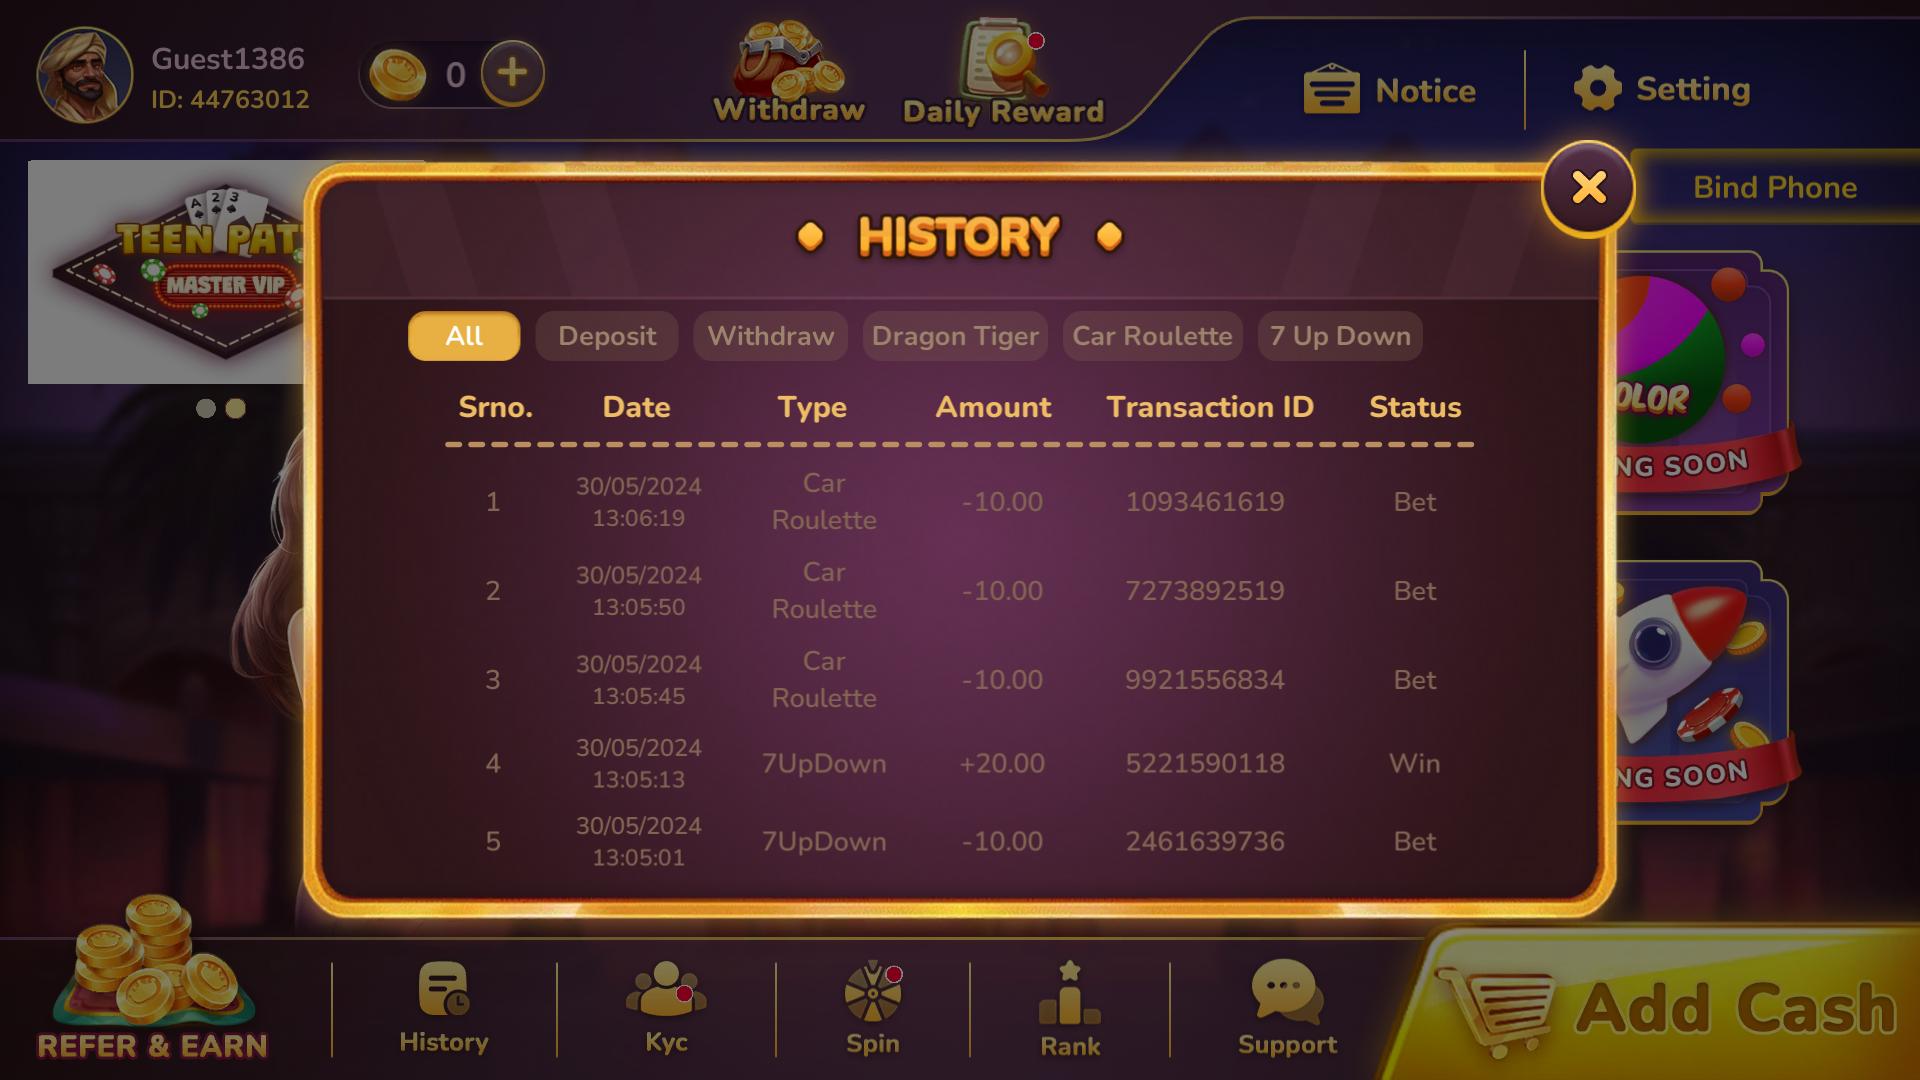 Guest1386
ID: 44763012
0
Withdraw
Daily Reward
Notice
Setting
Bind Phone
A 2 3
TEEN PAT
MASTER VIP
HISTORY
All Deposit Withdraw Dragon Tiger Car Roulette 7 Up Down
Srno. Date Type Amount Transaction ID Status
1 30/05/2024 13:06:19 Car Roulette -10.00 1093461619 Bet
2 30/05/2024 13:05:50 Car Roulette -10.00 7273892519 Bet
3 30/05/2024 13:05:45 Car Roulette -10.00 9921556834 Bet
4 30/05/2024 13:05:13 7UpDown +20.00 5221590118 Win
5 30/05/2024 13:05:01 7UpDown -10.00 2461639736 Bet
OLOR
NG SOON
NG SOON
REFER & EARN
History
Kyc
Spin
Rank
Support
Add Cash